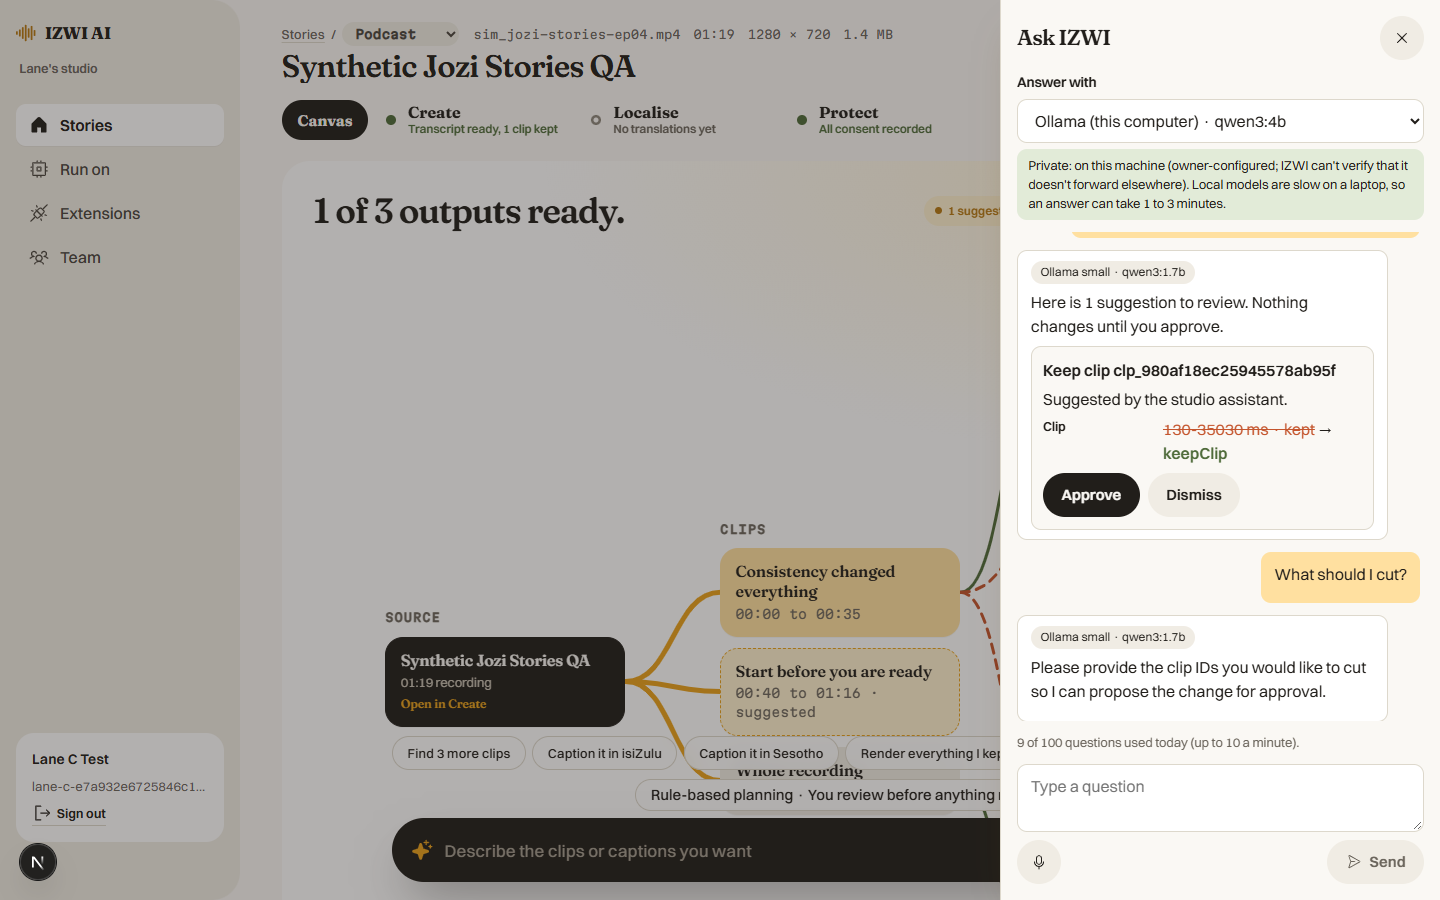 IZWI AI
Lane's studio
Stories
Run on
Extensions
Team
Lane C Test
lane-c-e7a932e6725846c1...
Sign out
N
Stories / Podcast sim_jozi-stories-ep04.mp4 01:19 1280 × 720 1.4 MB
Synthetic Jozi Stories QA
Canvas
Create
Transcript ready, 1 clip kept
Localise
No translations yet
Protect
All consent recorded
1 of 3 outputs ready.
1 suggest
SOURCE
Synthetic Jozi Stories QA
01:19 recording
Open in Create
CLIPS
Consistency changed
everything
00:00 to 00:35
Start before you are ready
00:40 to 01:16 ·
suggested
Whole recording
Find 3 more clips
Caption it in isiZulu
Caption it in Sesotho
Render everything I kep
Rule-based planning · You review before anything
Describe the clips or captions you want
Ask IZWI
Answer with
Ollama (this computer) · qwen3:4b
Private: on this machine (owner-configured; IZWI can't verify that it
doesn't forward elsewhere). Local models are slow on a laptop, so
an answer can take 1 to 3 minutes.
Ollama small · qwen3:1.7b
Here is 1 suggestion to review. Nothing
changes until you approve.
Keep clip clp_980af18ec25945578ab95f
Suggested by the studio assistant.
Clip
130-35030 ms · kept →
keepClip
Approve
Dismiss
What should I cut?
Ollama small · qwen3:1.7b
Please provide the clip IDs you would like to cut
so I can propose the change for approval.
9 of 100 questions used today (up to 10 a minute).
Type a question
Send